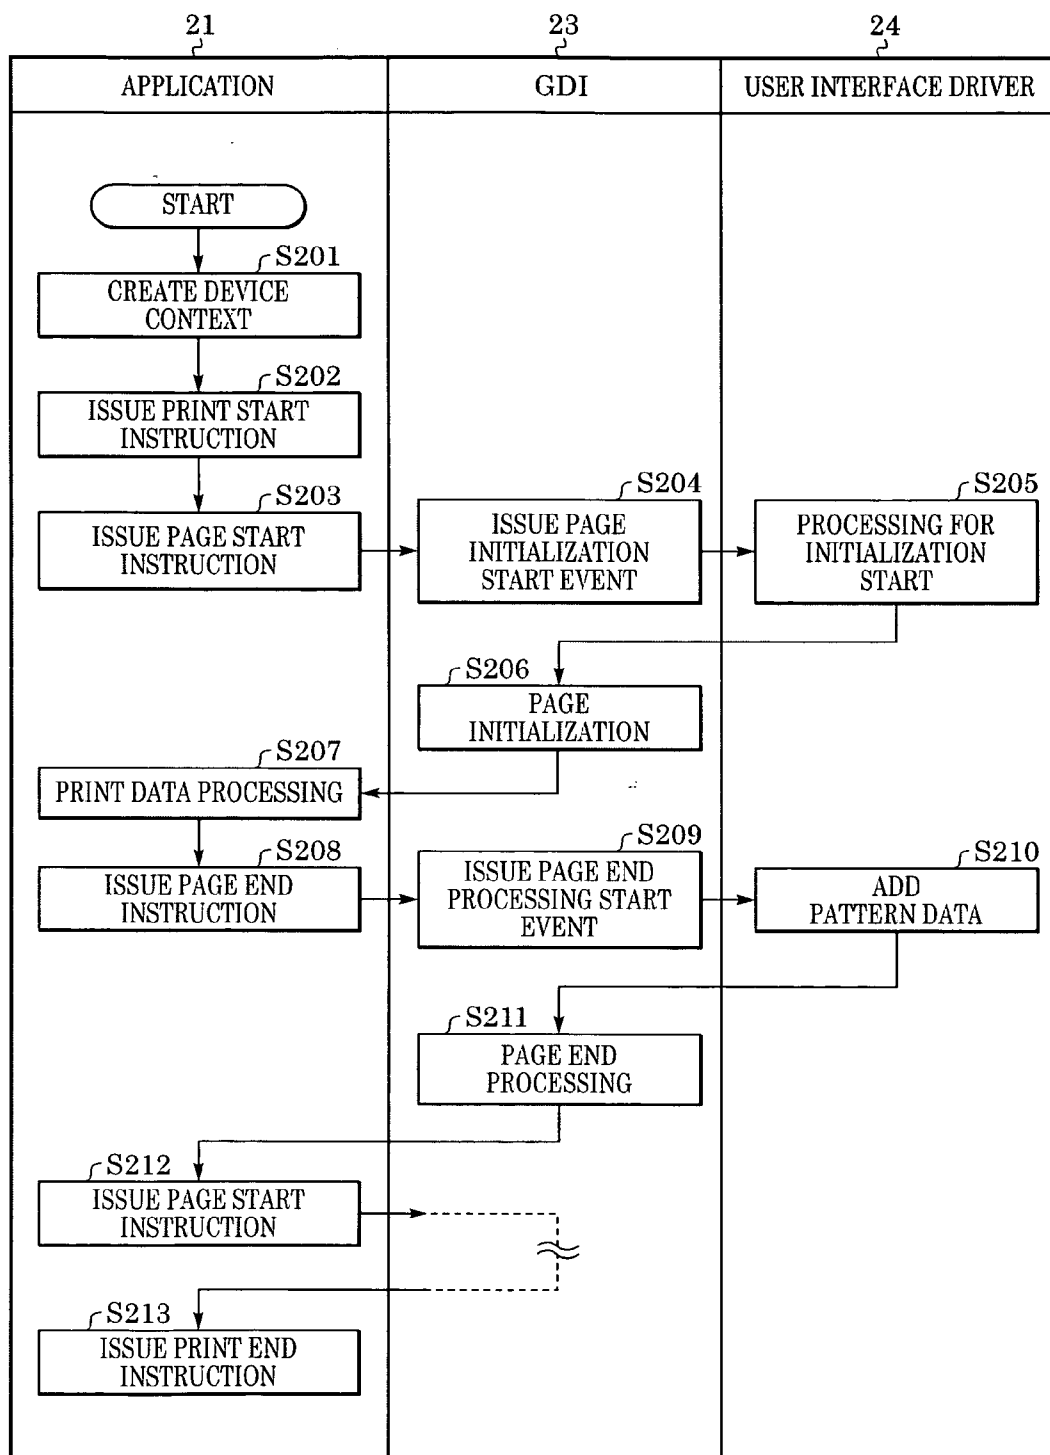 21
23
24
APPLICATION
GDI
USER INTERFACE DRIVER
START
S201
CREATE DEVICE
CONTEXT
S202
ISSUE PRINT START
INSTRUCTION
S203
ISSUE PAGE START
INSTRUCTION
S204
ISSUE PAGE
INITIALIZATION
START EVENT
S205
PROCESSING FOR
INITIALIZATION
START
S206
PAGE
INITIALIZATION
S207
PRINT DATA PROCESSING
S208
ISSUE PAGE END
INSTRUCTION
S209
ISSUE PAGE END
PROCESSING START
EVENT
S210
ADD
PATTERN DATA
S211
PAGE END
PROCESSING
S212
ISSUE PAGE START
INSTRUCTION
S213
ISSUE PRINT END
INSTRUCTION